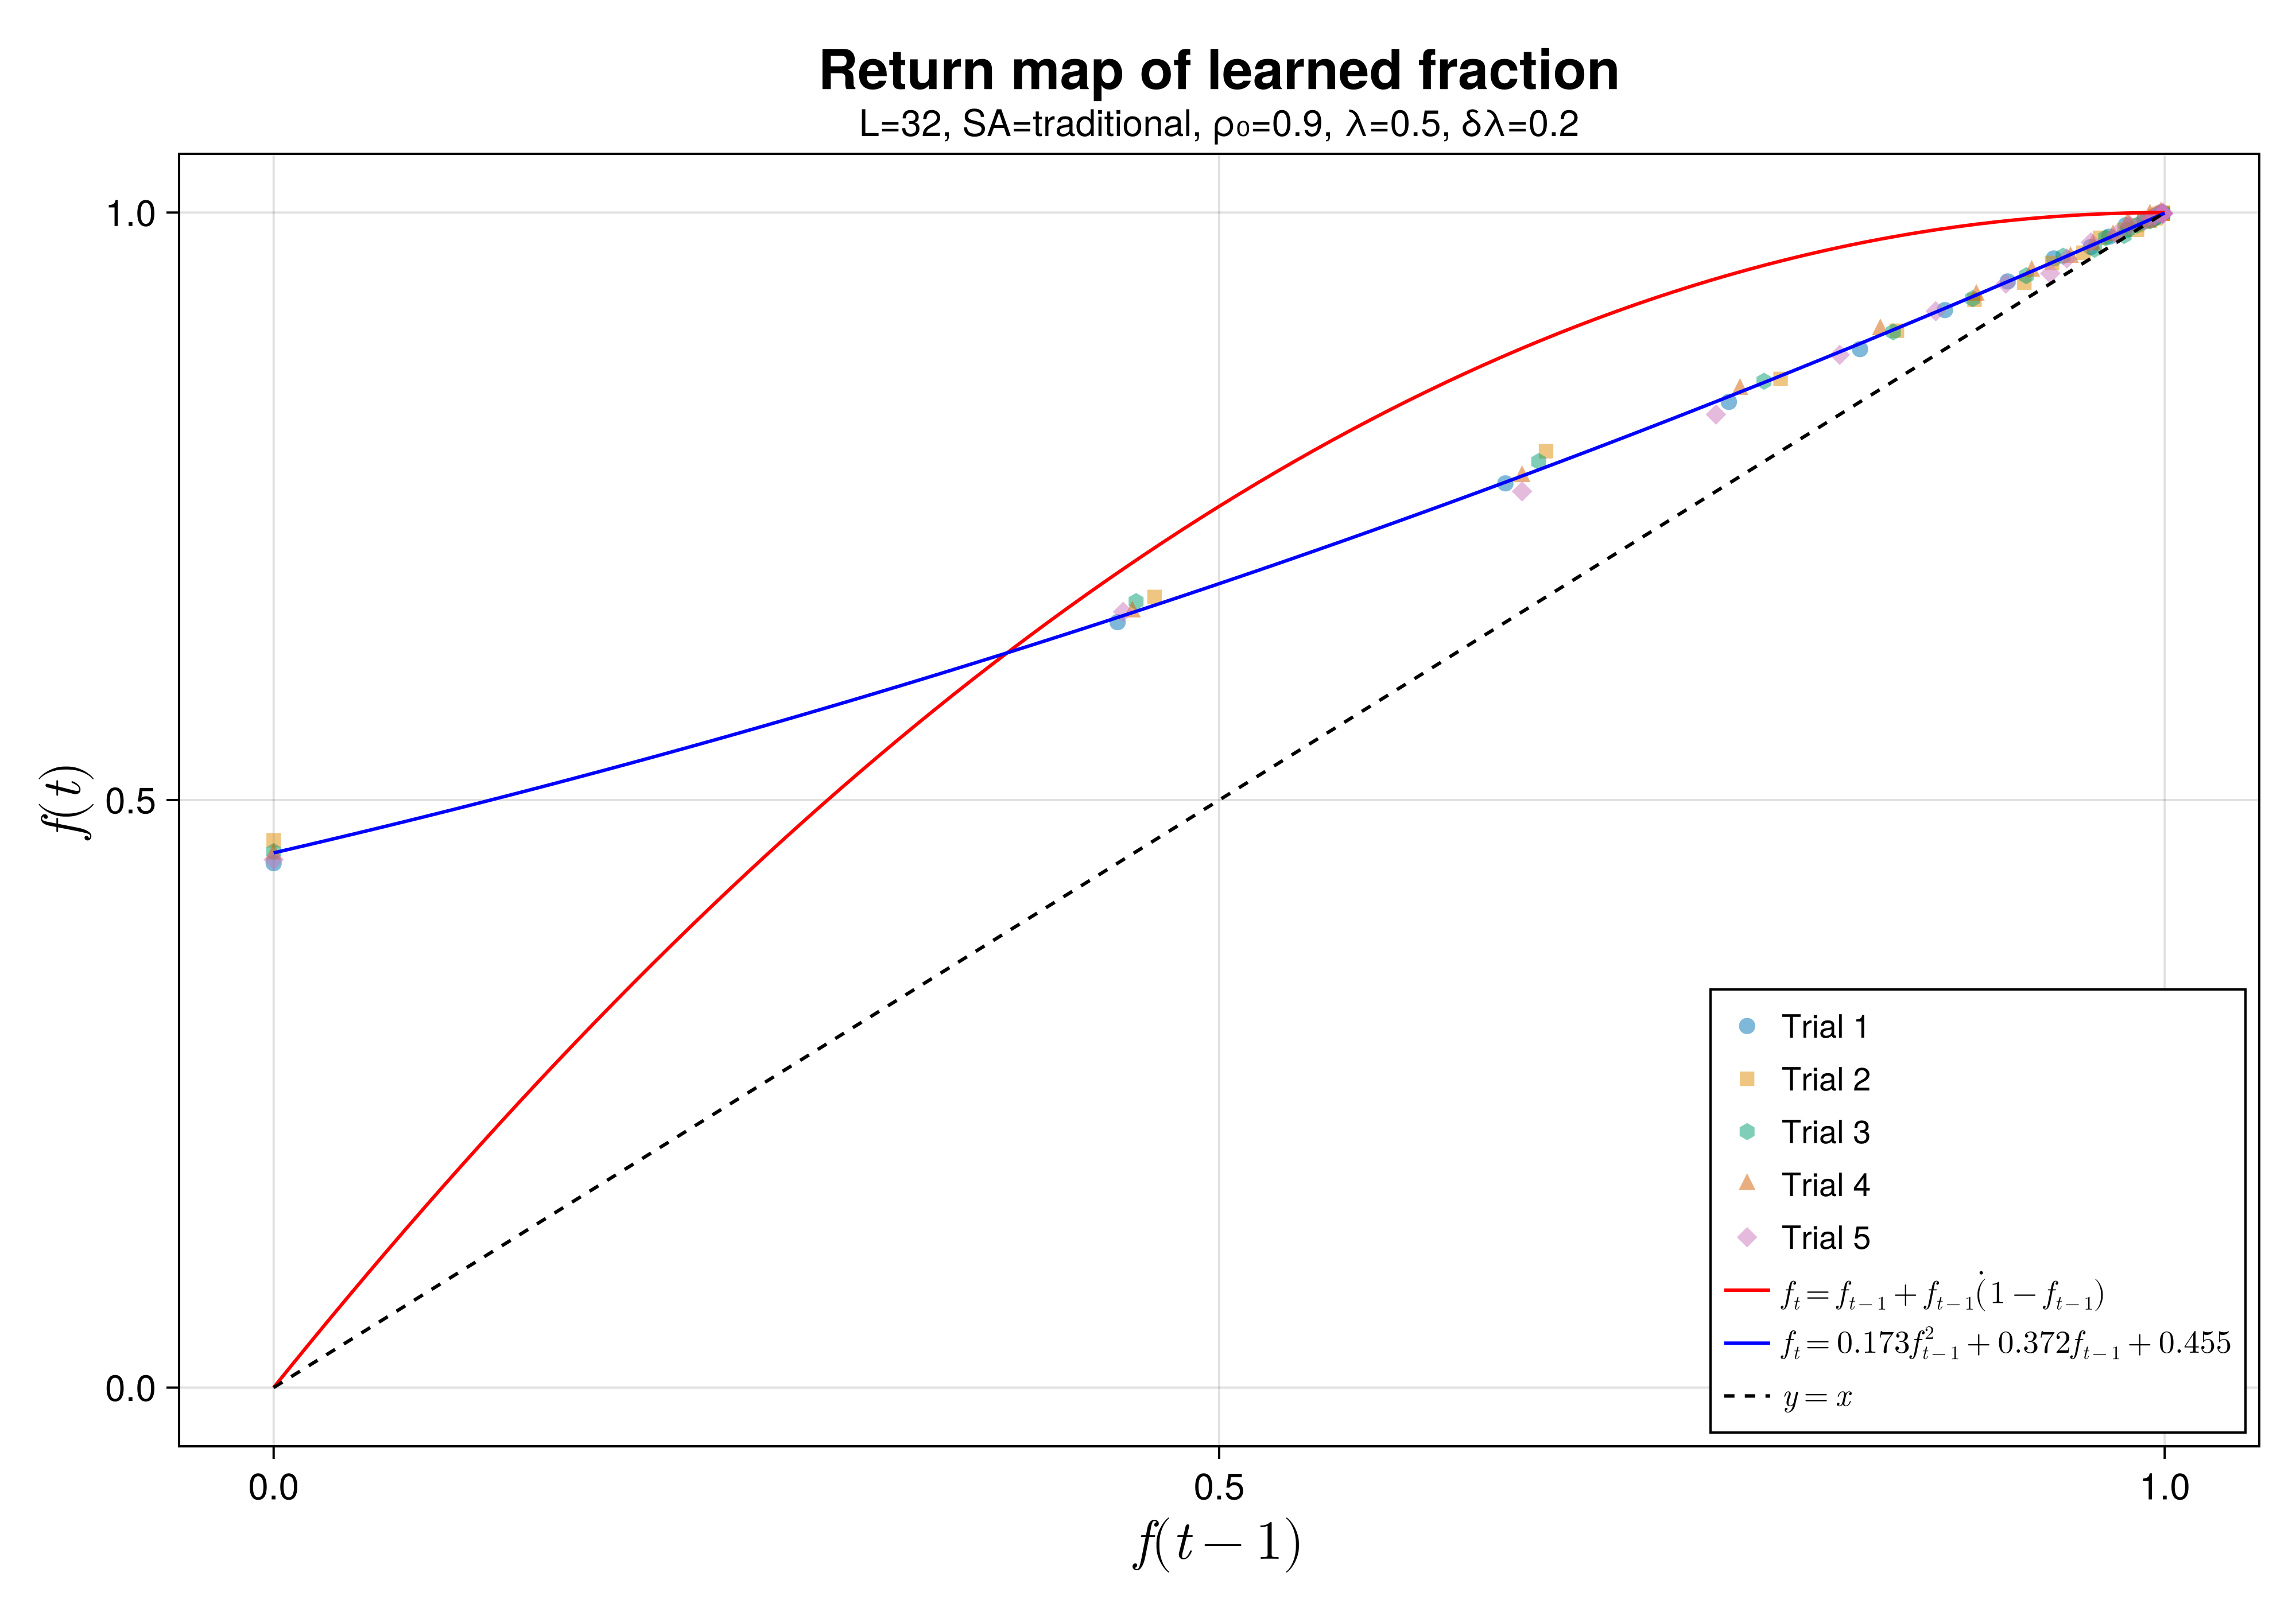 Return map of learned fraction
L=32, SA=traditional, ρ₀=0.9, λ=0.5, δλ=0.2
f(t)
1.0
0.5
0.0
0.0
0.5
1.0
f(t − 1)
Trial 1
Trial 2
Trial 3
Trial 4
Trial 5
f_t = f_{t−1} + f_{t−1}(̇1 − f_{t−1})
f_t = 0.173f²_{t−1} + 0.372f_{t−1} + 0.455
y = x